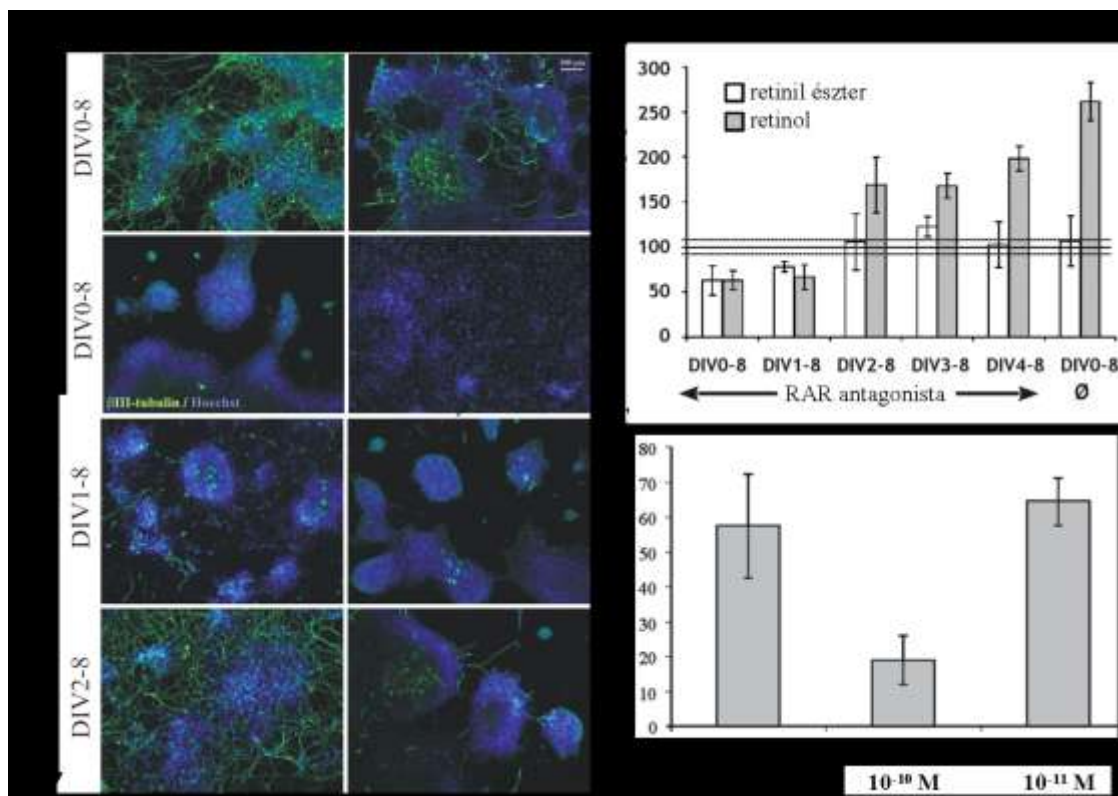 DIV0-8
DIV0-8
βIII-tubulin / Hoechst
DIV1-8
DIV2-8
300
250
200
150
100
50
0
retinil észter
retinol
DIV0-8 DIV1-8 DIV2-8 DIV3-8 DIV4-8 DIV0-8
RAR antagonista Ø
80
70
60
50
40
30
20
10
0
10⁻¹⁰ M 10⁻¹¹ M